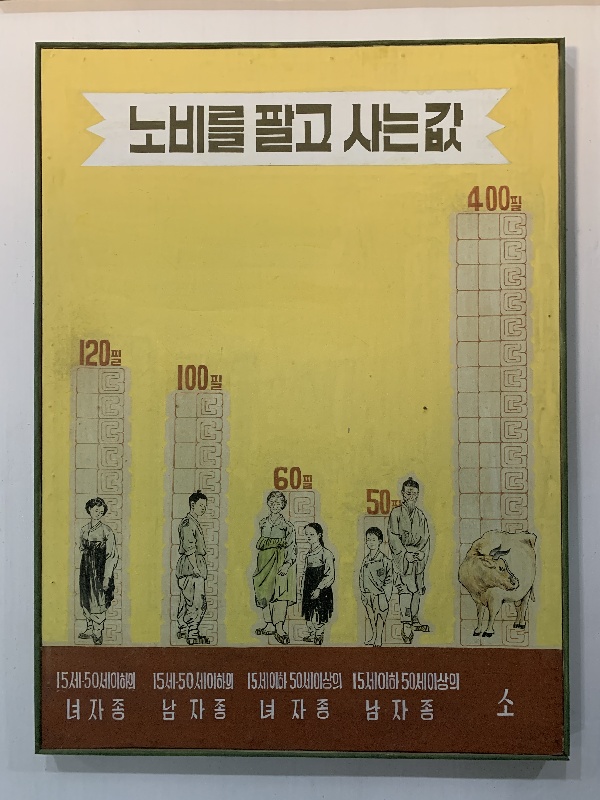 노비를 팔고 사는 값
400필
120필
100필
60필
50필
15세-50세이하의
녀자종
15세-50세이하의
남자종
15세이하 50세이상의
녀자종
15세이하 50세이상의
남자종
소